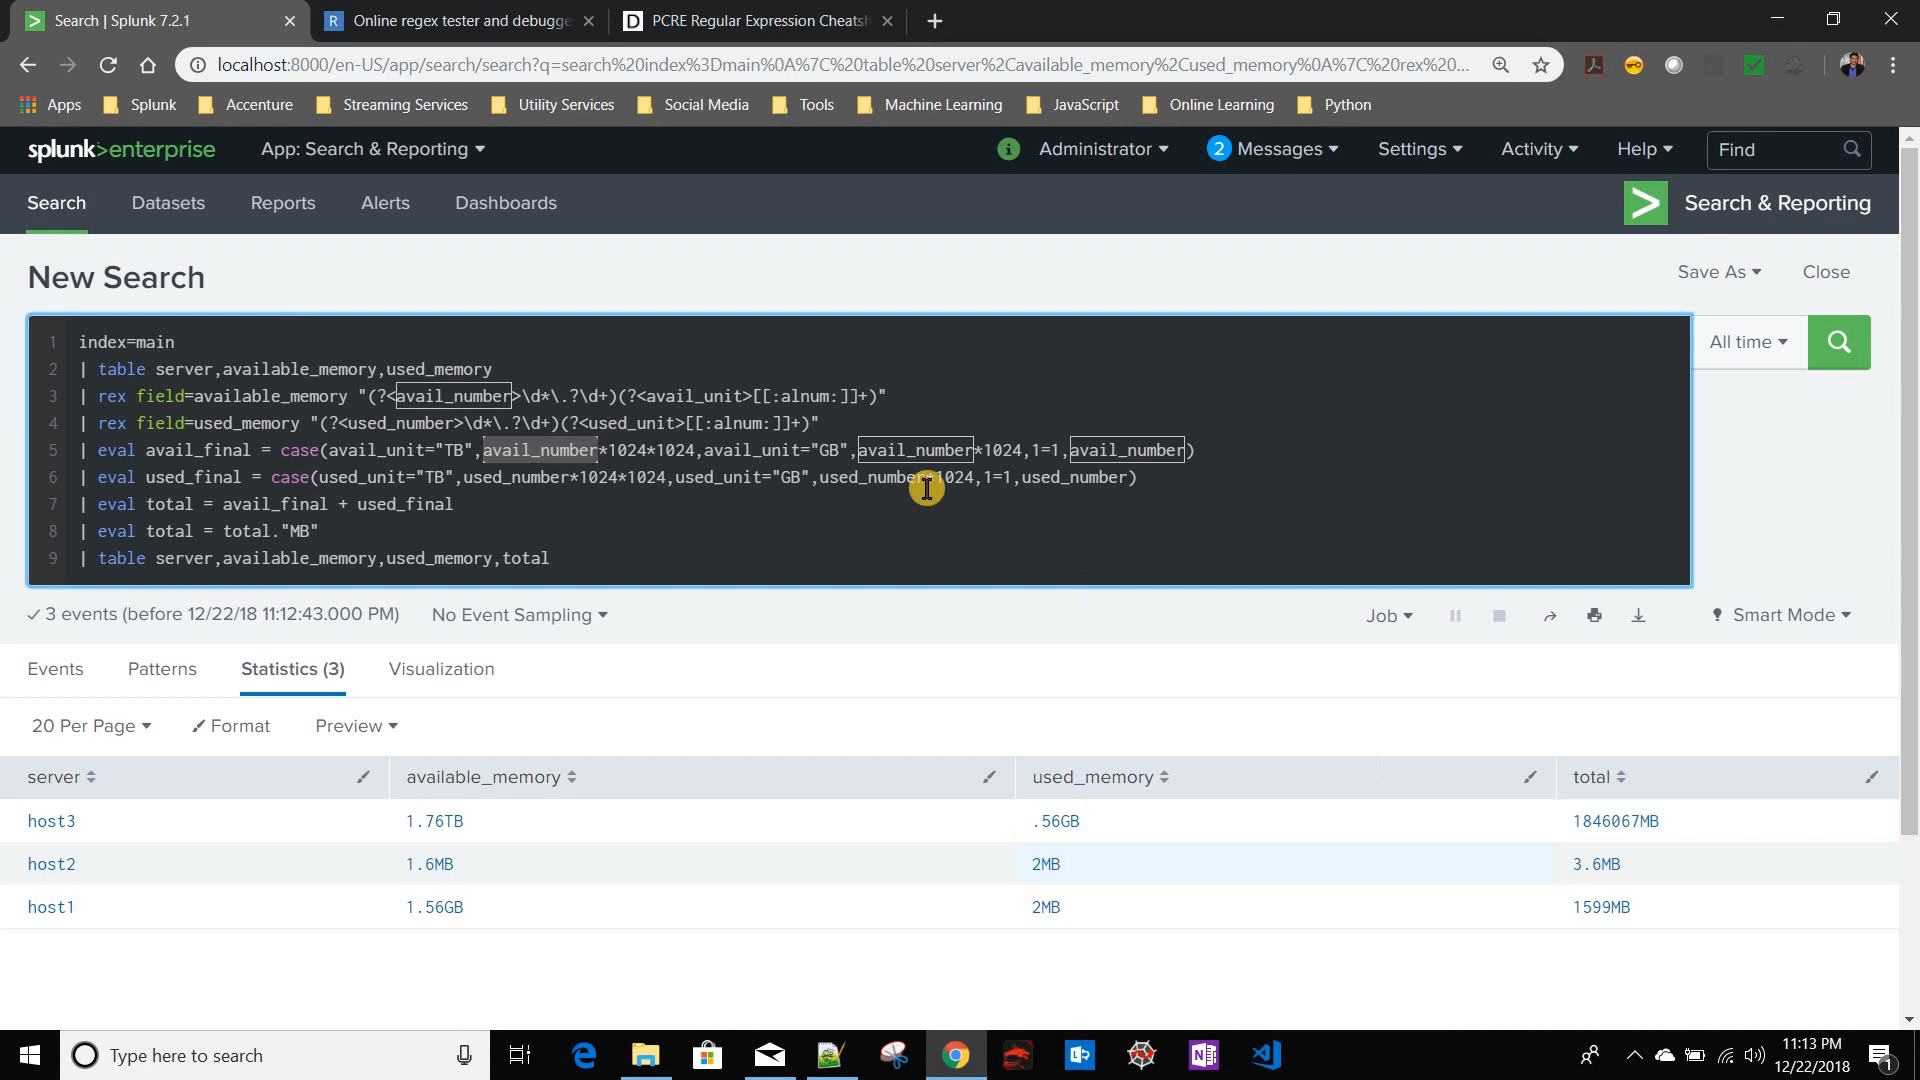 Search | Splunk 7.2.1
Online regex tester and debugge
PCRE Regular Expression Cheatsh
localhost:8000/en-US/app/search/search?q=search%20index%3Dmain%0A%7C%20table%20server%2Cavailable_memory%2Cused_memory%0A%7C%20rex%20...
Apps Splunk Accenture Streaming Services Utility Services Social Media Tools Machine Learning JavaScript Online Learning Python
splunk>enterprise App: Search & Reporting Administrator 2 Messages Settings Activity Help Find
Search Datasets Reports Alerts Dashboards Search & Reporting
New Search
Save As Close
1 index=main
2 | table server,available_memory,used_memory
3 | rex field=available_memory "(?<avail_number>\d*\.?\d+)(?<avail_unit>[[:alnum:]]+)"
4 | rex field=used_memory "(?<used_number>\d*\.?\d+)(?<used_unit>[[:alnum:]]+)"
5 | eval avail_final = case(avail_unit="TB",avail_number*1024*1024,avail_unit="GB",avail_number*1024,1=1,avail_number)
6 | eval used_final = case(used_unit="TB",used_number*1024*1024,used_unit="GB",used_number*1024,1=1,used_number)
7 | eval total = avail_final + used_final
8 | eval total = total."MB"
9 | table server,available_memory,used_memory,total
All time
3 events (before 12/22/18 11:12:43.000 PM) No Event Sampling Job Smart Mode
Events Patterns Statistics (3) Visualization
20 Per Page Format Preview
server available_memory used_memory total
host3 1.76TB .56GB 1846067MB
host2 1.6MB 2MB 3.6MB
host1 1.56GB 2MB 1599MB
Type here to search
11:13 PM
12/22/2018
1